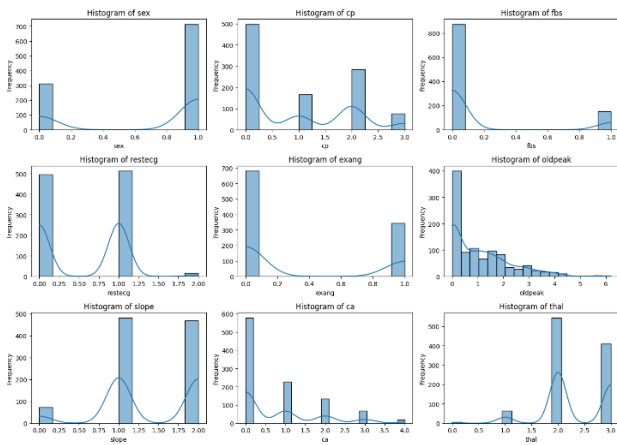 Histogram of sex
700
600
500
400
300
200
100
0
Frequency
0.0 0.2 0.4 0.6 0.8 1.0
sex
Histogram of cp
500
400
300
200
100
0
Frequency
0.0 0.5 1.0 1.5 2.0 2.5 3.0
cp
Histogram of fbs
800
600
400
200
0
Frequency
0.0 0.2 0.4 0.6 0.8 1.0
fbs
Histogram of restecg
500
400
300
200
100
0
Frequency
0.00 0.25 0.50 0.75 1.00 1.25 1.50 1.75 2.00
restecg
Histogram of exang
700
600
500
400
300
200
100
0
Frequency
0.0 0.2 0.4 0.6 0.8 1.0
exang
Histogram of oldpeak
400
300
200
100
0
Frequency
0 1 2 3 4 5 6
oldpeak
Histogram of slope
500
400
300
200
100
0
Frequency
0.00 0.25 0.50 0.75 1.00 1.25 1.50 1.75 2.00
slope
Histogram of ca
600
500
400
300
200
100
0
Frequency
0.0 0.5 1.0 1.5 2.0 2.5 3.0 3.5 4.0
ca
Histogram of thal
500
400
300
200
100
0
Frequency
0.0 0.5 1.0 1.5 2.0 2.5 3.0
thal